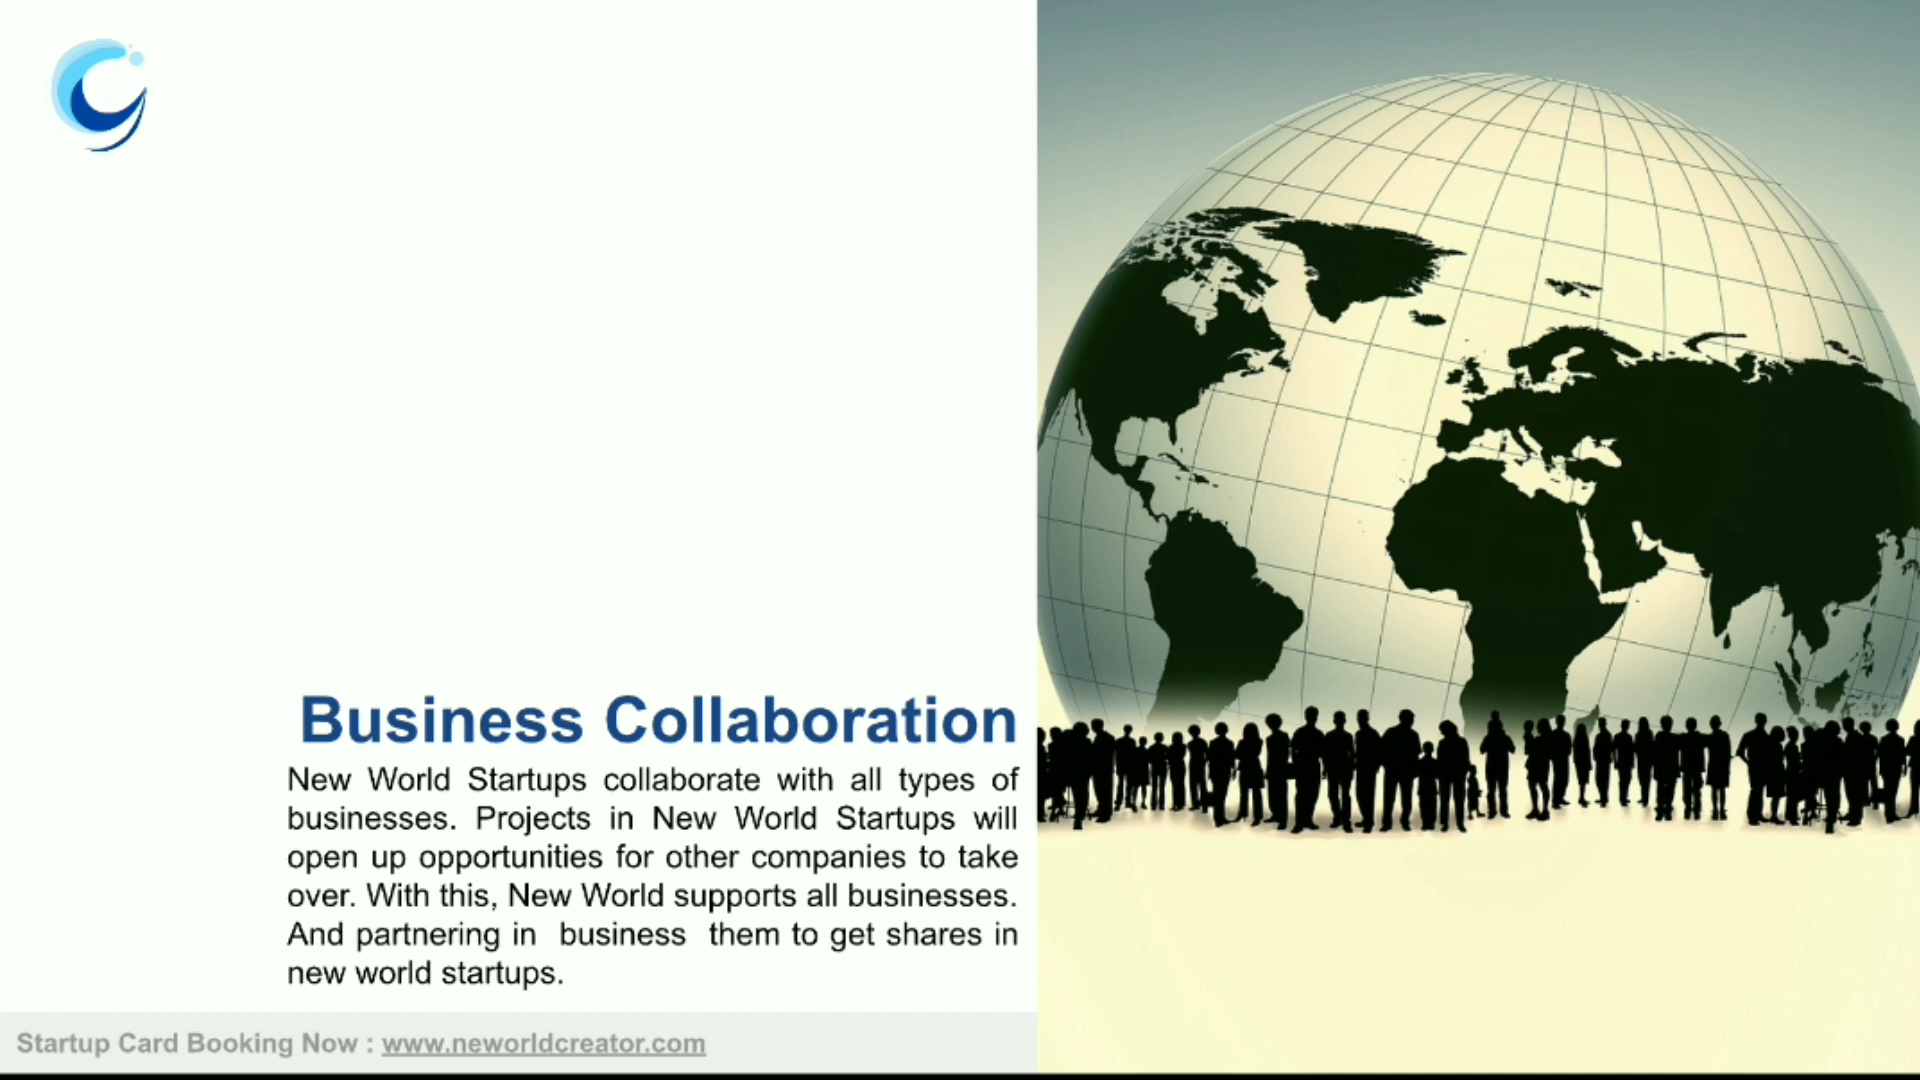 Business Collaboration
New World Startups collaborate with all types of
businesses. Projects in New World Startups will
open up opportunities for other companies to take
over. With this, New World supports all businesses.
And partnering in business them to get shares in
new world startups.
Startup Card Booking Now : www.neworldcreator.com